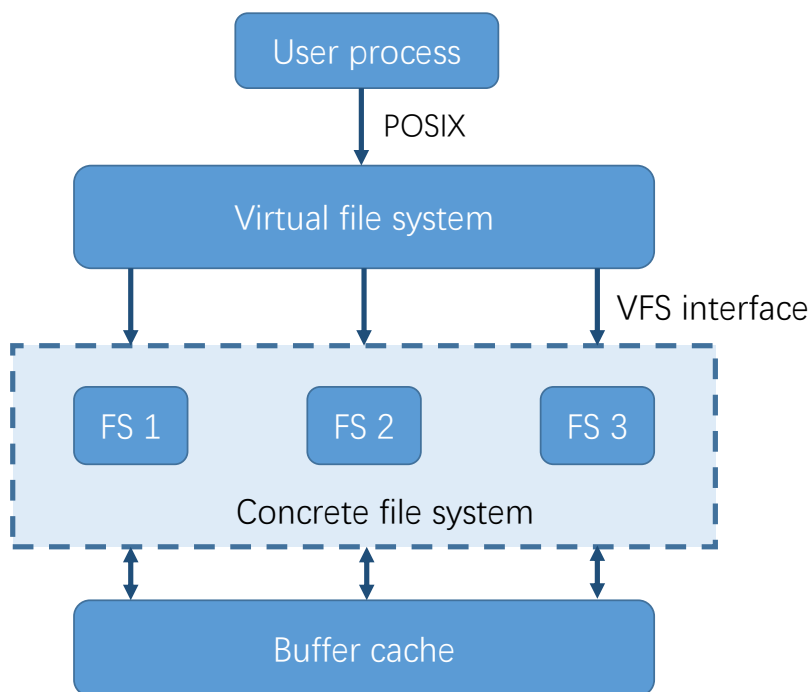 User process
POSIX
Virtual file system
VFS interface
FS 1
FS 2
FS 3
Concrete file system
Buffer cache